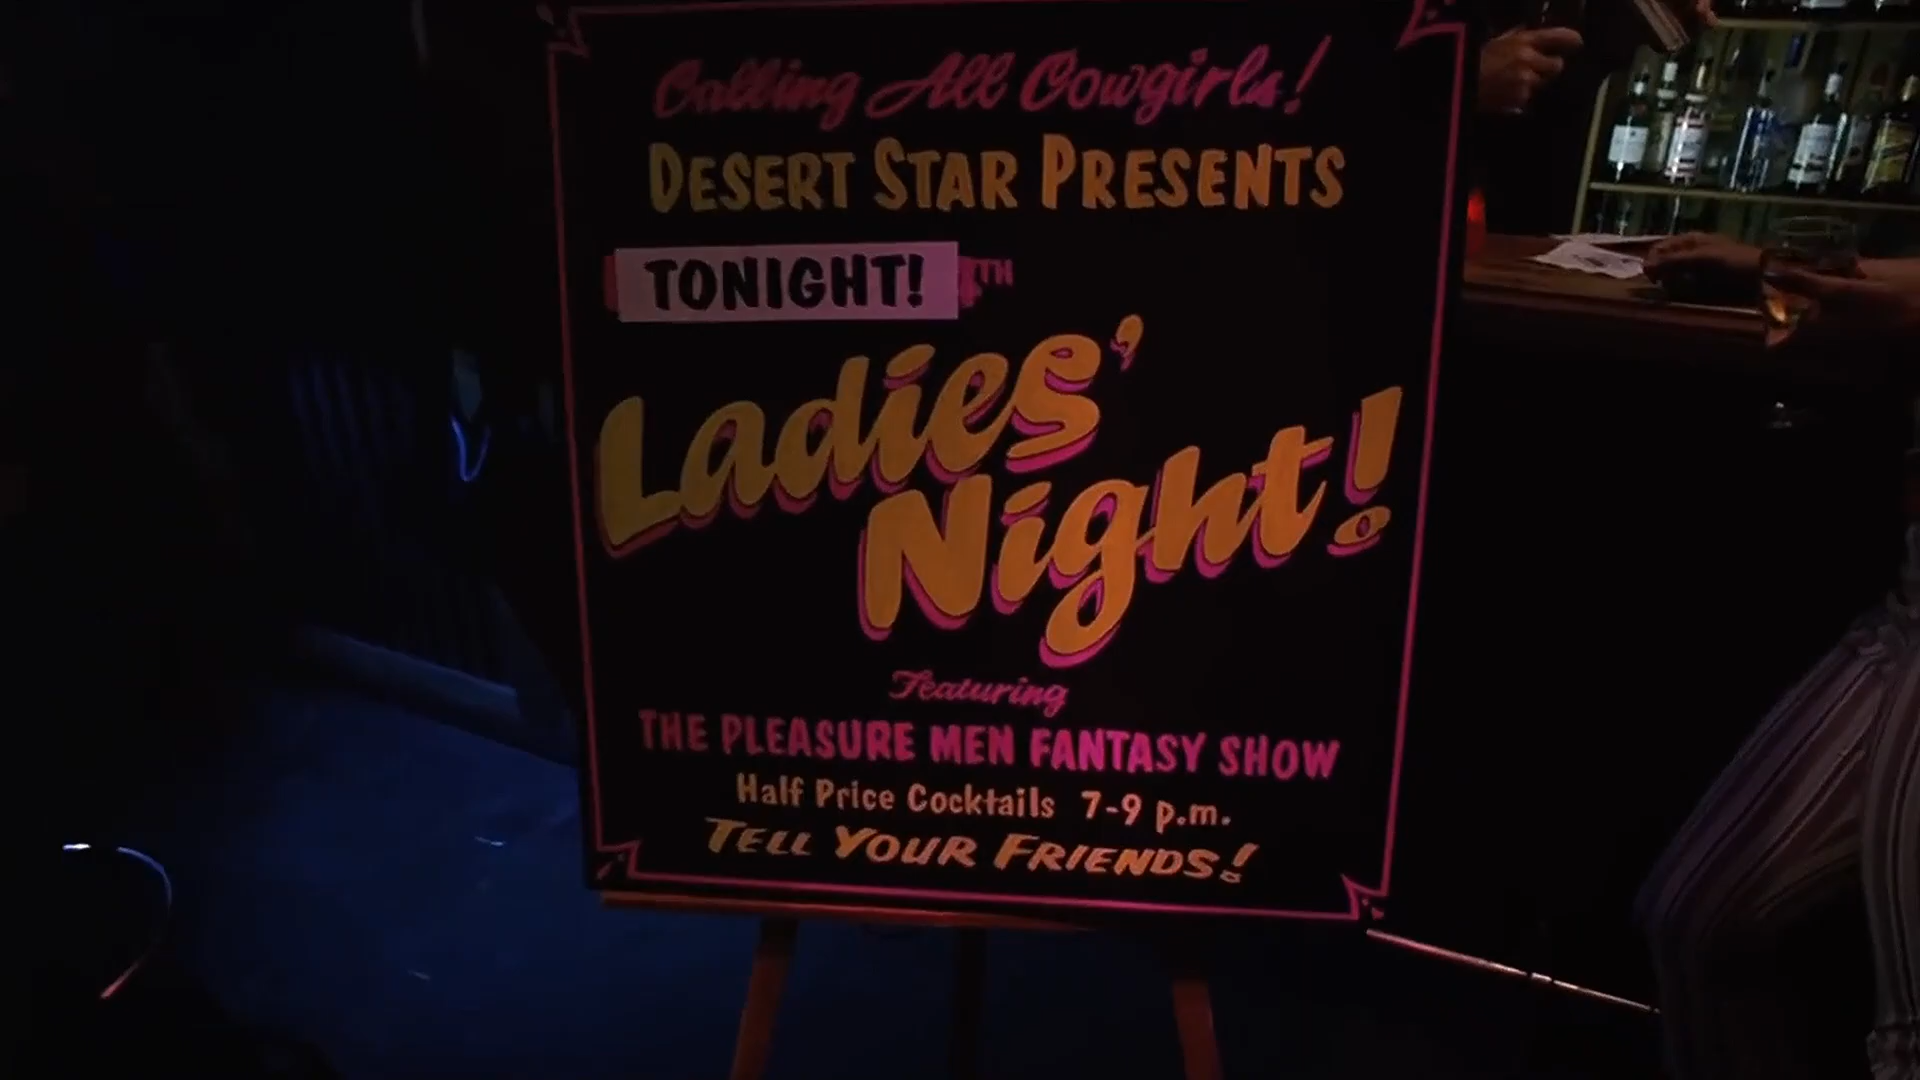 Calling All Cowgirls!
DESERT STAR PRESENTS
TONIGHT! TH
Ladies'
Night!
Featuring
THE PLEASURE MEN FANTASY SHOW
Half Price Cocktails 7-9 p.m.
TELL YOUR FRIENDS!